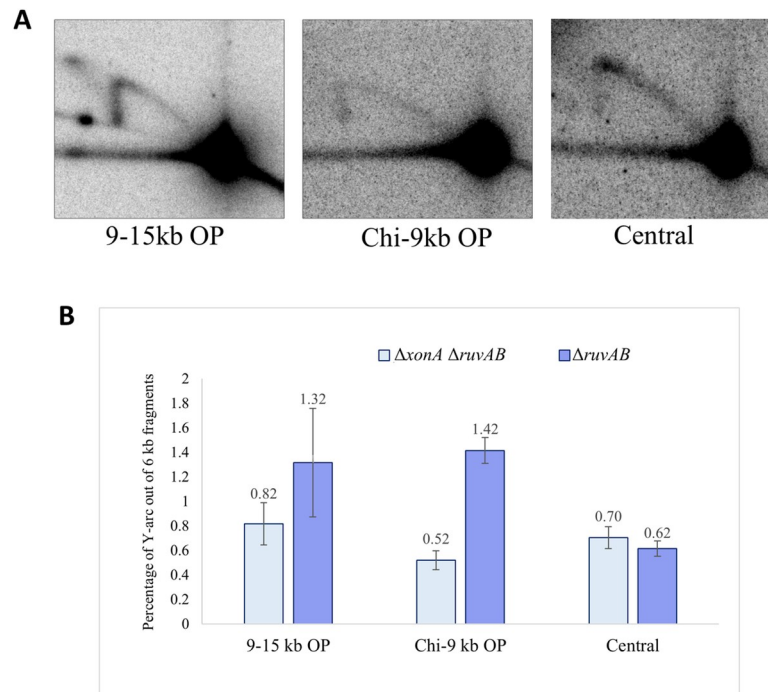 A
9-15kb OP
Chi-9kb OP
Central
B
ΔxonA ΔruvAB
ΔruvAB
Percentage of Y-arc out of 6 kb fragments
2
1.8
1.6
1.4
1.2
1
0.8
0.6
0.4
0.2
0
0.82
1.32
0.52
1.42
0.70
0.62
9-15 kb OP
Chi-9 kb OP
Central